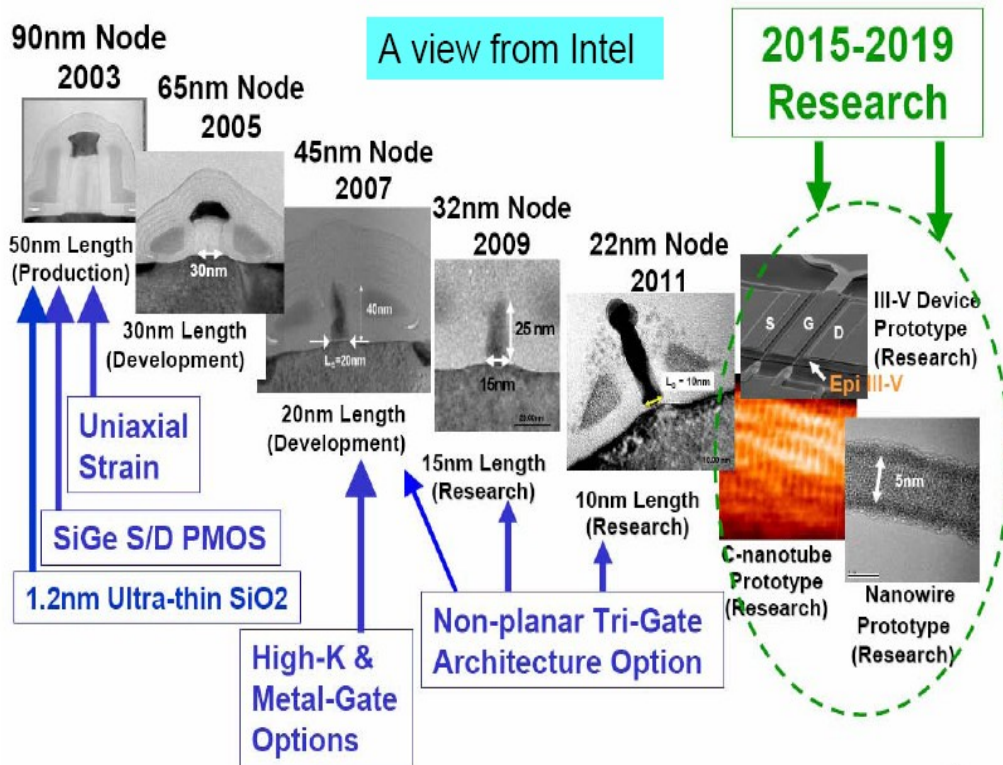 90nm Node
2003
A view from Intel
2015-2019
Research
65nm Node
2005
45nm Node
2007
32nm Node
2009
22nm Node
2011
50nm Length
(Production)
30nm
30nm Length
(Development)
40nm
LG=20nm
20nm Length
(Development)
25 nm
15nm
15nm Length
(Research)
LG = 10nm
10nm Length
(Research)
S G D
III-V Device
Prototype
(Research)
Epi III-V
5nm
C-nanotube
Prototype
(Research)
Nanowire
Prototype
(Research)
Uniaxial
Strain
SiGe S/D PMOS
1.2nm Ultra-thin SiO2
High-K &
Metal-Gate
Options
Non-planar Tri-Gate
Architecture Option